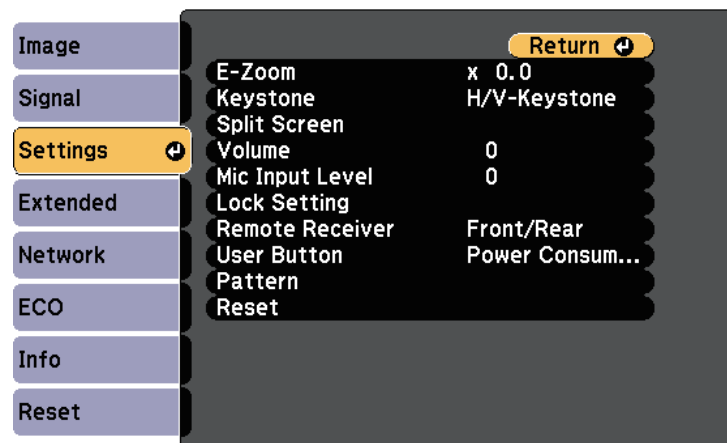 Image
Signal
Settings
Extended
Network
ECO
Info
Reset
Return
E-Zoom x 0.0
Keystone H/V-Keystone
Split Screen
Volume 0
Mic Input Level 0
Lock Setting
Remote Receiver Front/Rear
User Button Power Consum...
Pattern
Reset